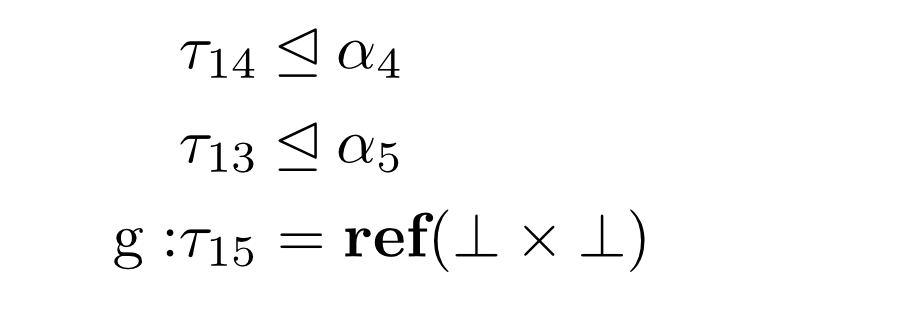 τ₁₄ ⊴ α₄
τ₁₃ ⊴ α₅
g :τ₁₅ = ref(⊥ × ⊥)